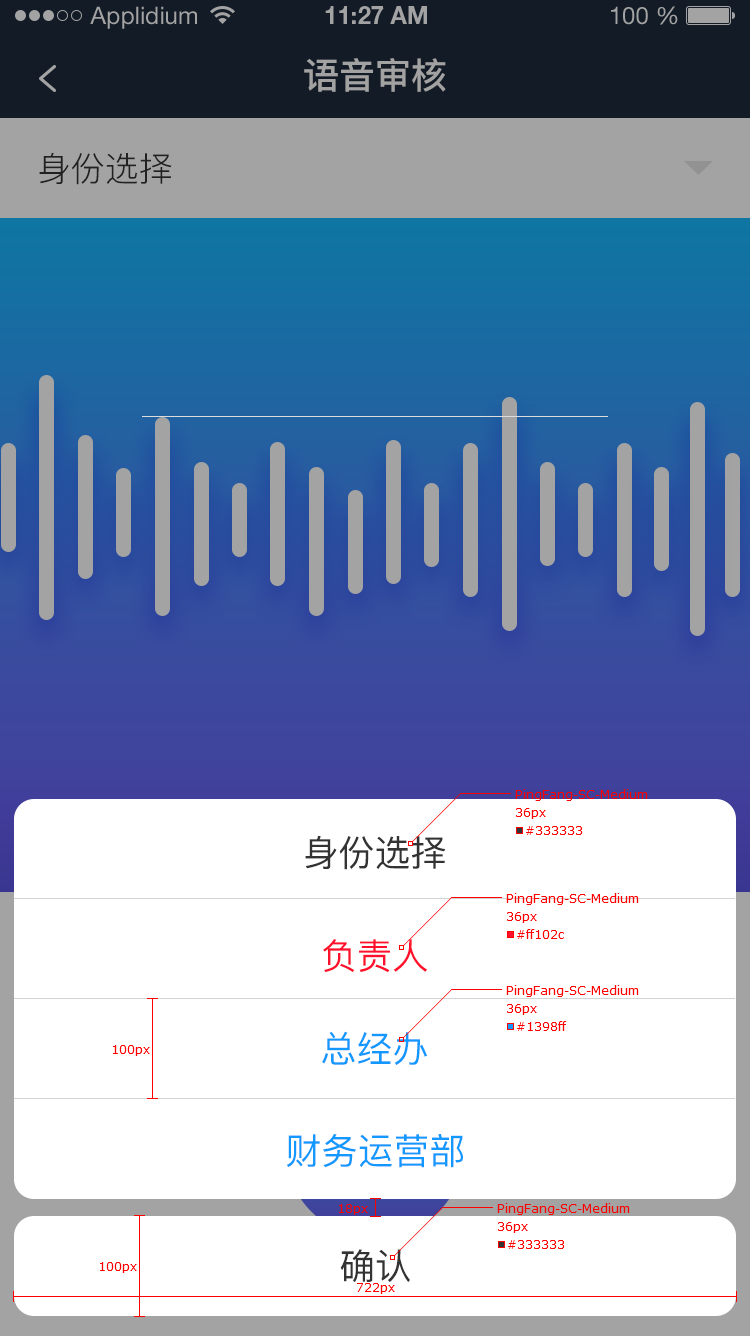 Applidium 11:27 AM 100 %
语音审核
身份选择
PingFang-SC-Medium
36px
#333333
身份选择
PingFang-SC-Medium
36px
#ff102c
负责人
PingFang-SC-Medium
36px
#1398ff
总经办
100px
财务运营部
16px
PingFang-SC-Medium
36px
#333333
确认
100px
722px